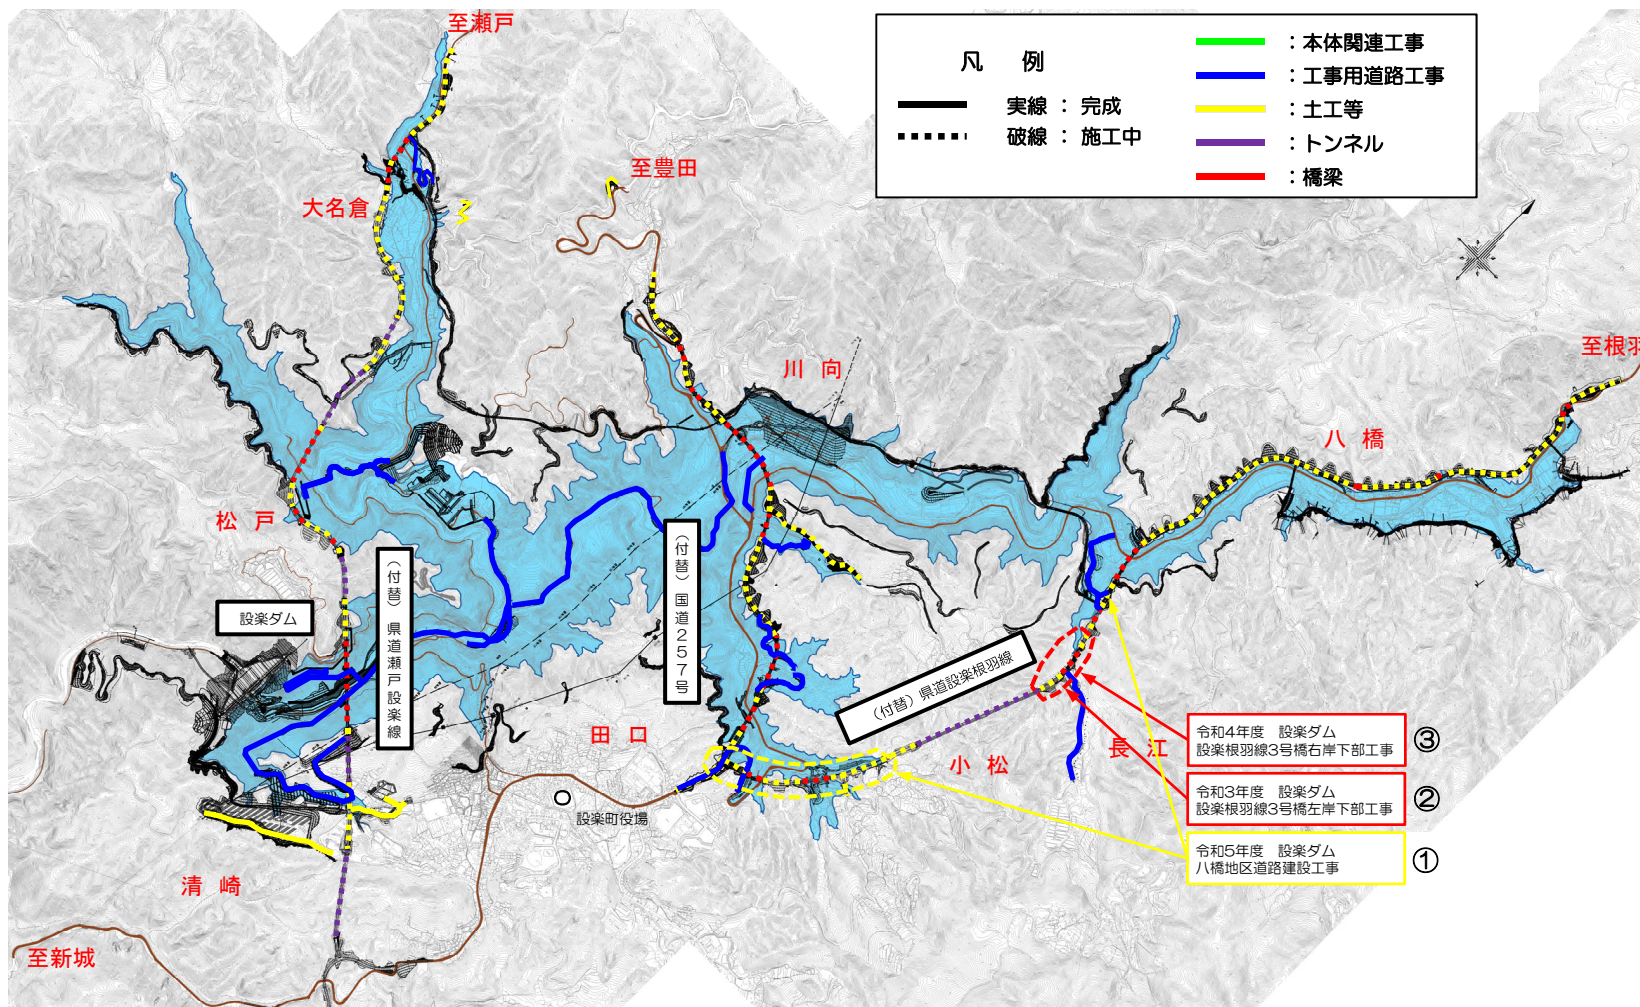 至瀬戸
凡 例
実線 ： 完成
破線 ： 施工中
：本体関連工事
：工事用道路工事
：土工等
：トンネル
：橋梁
至豊田
大名倉
川 向
至根羽
八 橋
松 戸
設楽ダム
（付替） 県道瀬戸設楽線
（付替） 国道２５７号
（付替）県道設楽根羽線
田 口
小 松
長 江
設楽町役場
令和4年度 設楽ダム
設楽根羽線3号橋右岸下部工事
③
令和3年度 設楽ダム
設楽根羽線3号橋左岸下部工事
②
令和5年度 設楽ダム
八橋地区道路建設工事
①
清 崎
至新城